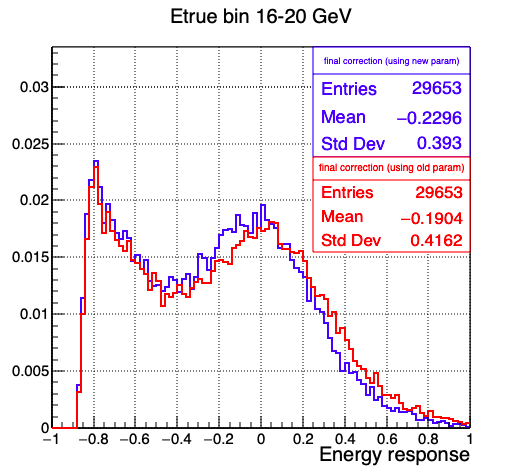 Etrue bin 16-20 GeV
final correction (using new param)
Entries 29653
Mean −0.2296
Std Dev 0.393
final correction (using old param)
Entries 29653
Mean −0.1904
Std Dev 0.4162
0.03
0.025
0.02
0.015
0.01
0.005
0
−1 −0.8 −0.6 −0.4 −0.2 0 0.2 0.4 0.6 0.8 1
Energy response